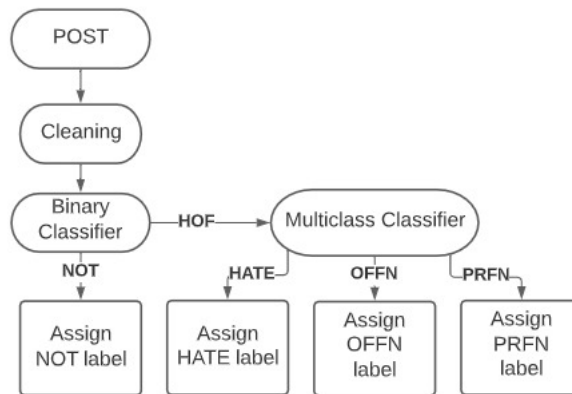 POST
Cleaning
Binary
Classifier
HOF
Multiclass Classifier
NOT
HATE
OFFN
PRFN
Assign
NOT label
Assign
HATE label
Assign
OFFN
label
Assign
PRFN
label